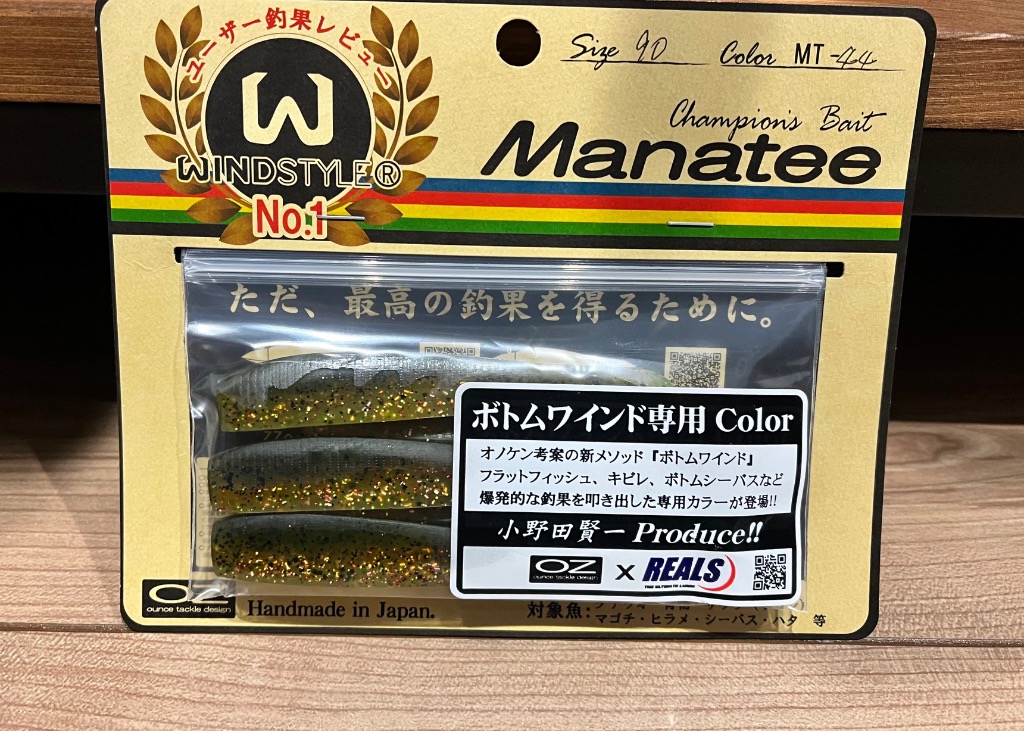 ユーザー釣果レビュー
W
WINDSTYLE®
No.1
Size 90 Color MT-44
Champion's Bait
Manatee
ただ、最高の釣果を得るために。
ボトムワインド専用 Color
オノケン考案の新メソッド『ボトムワインド』
フラットフィッシュ、キビレ、ボトムシーバスなど
爆発的な釣果を叩き出した専用カラーが登場!!
小野田賢一 Produce!!
OZ
ounce tackle design
X
REALS
OZ
ounce tackle design
Handmade in Japan.
対象魚:
マゴチ・ヒラメ・シーバス・ハタ 等